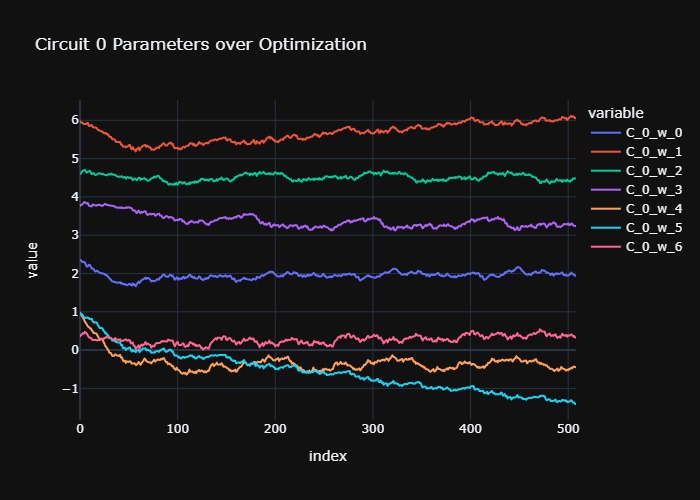 Circuit 0 Parameters over Optimization
variable
C_0_w_0
C_0_w_1
C_0_w_2
C_0_w_3
C_0_w_4
C_0_w_5
C_0_w_6
6
5
4
3
2
1
0
−1
value
0 100 200 300 400 500
index